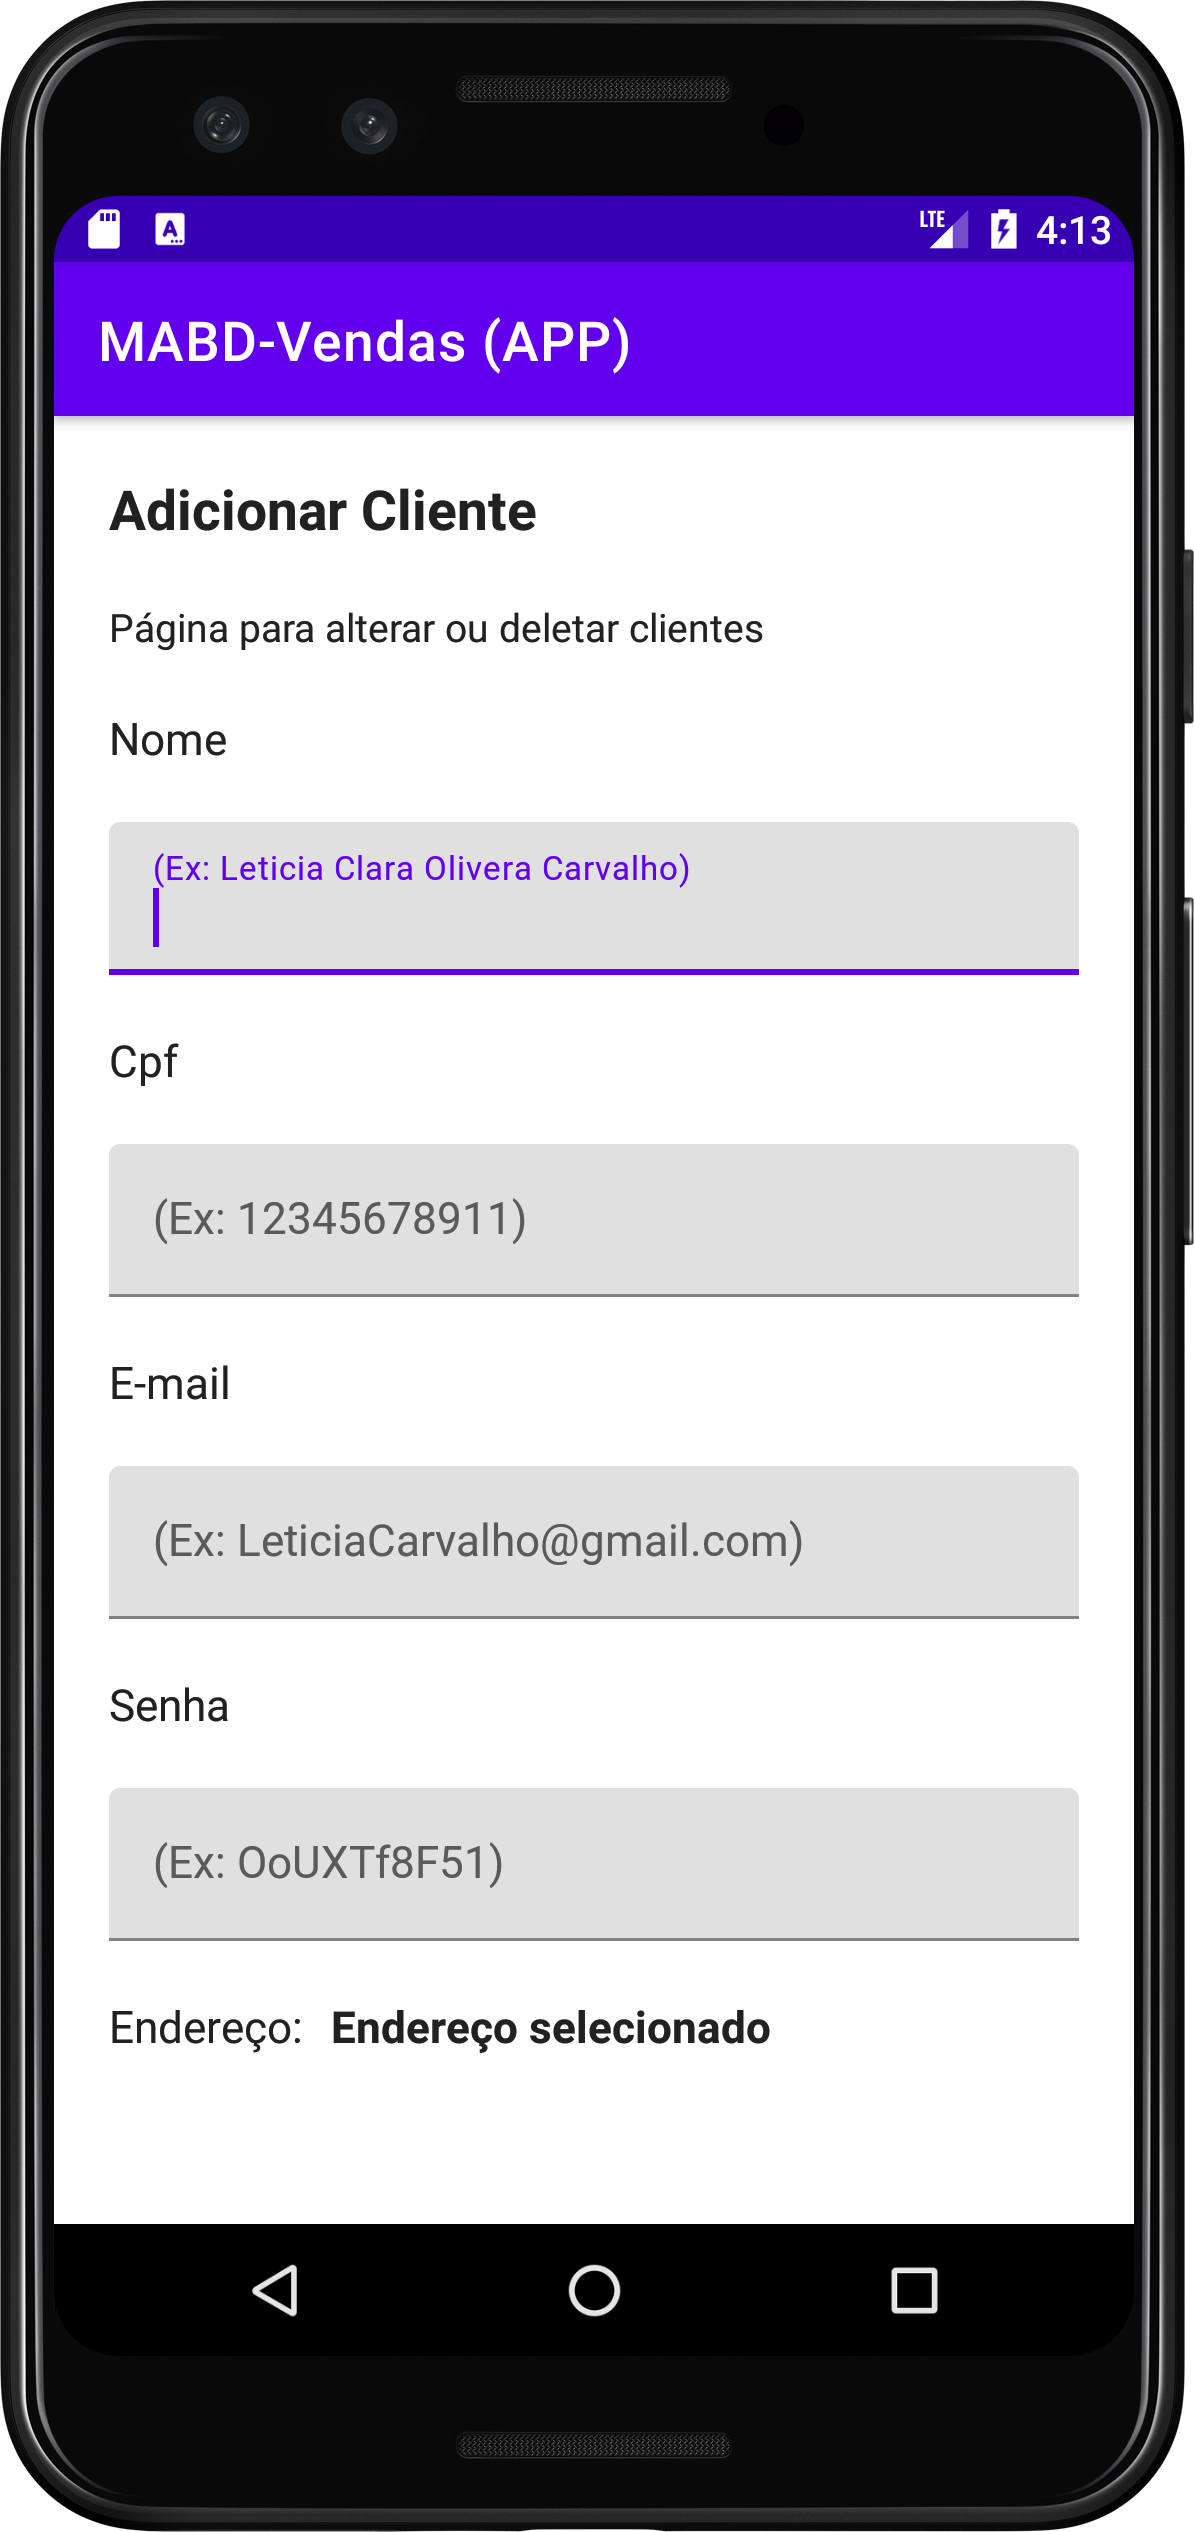 LTE 4:13
MABD-Vendas (APP)
Adicionar Cliente
Página para alterar ou deletar clientes
Nome
(Ex: Leticia Clara Olivera Carvalho)
Cpf
(Ex: 12345678911)
E-mail
(Ex: LeticiaCarvalho@gmail.com)
Senha
(Ex: OoUXTf8F51)
Endereço: Endereço selecionado